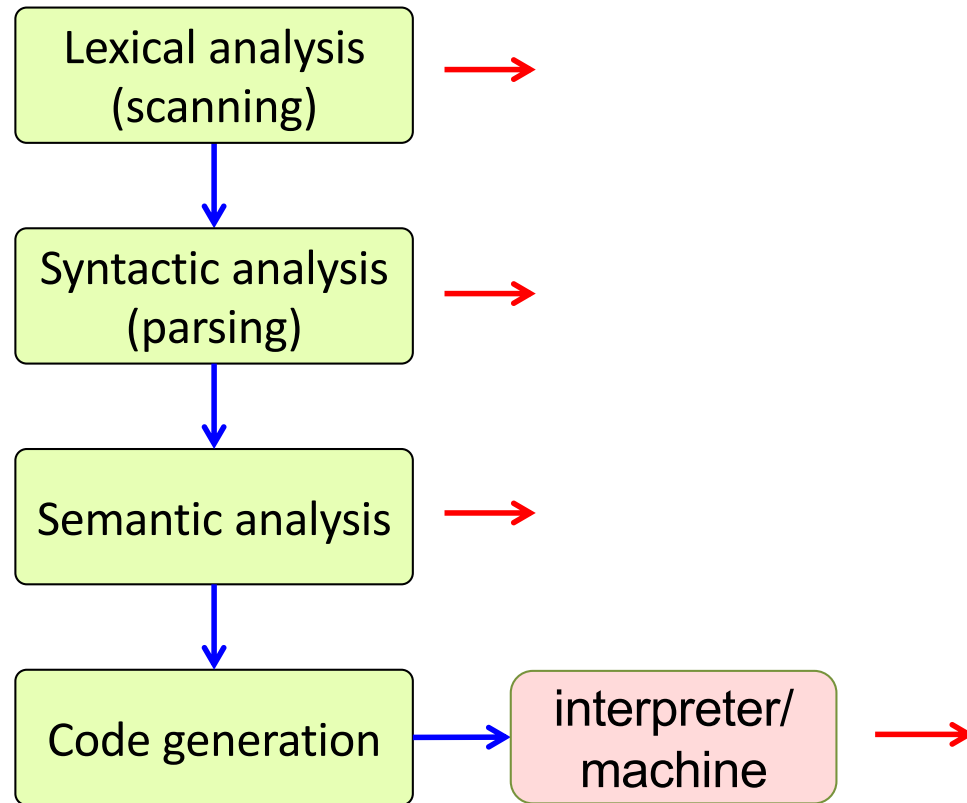 Lexical analysis
(scanning)
Syntactic analysis
(parsing)
Semantic analysis
Code generation
interpreter/
machine